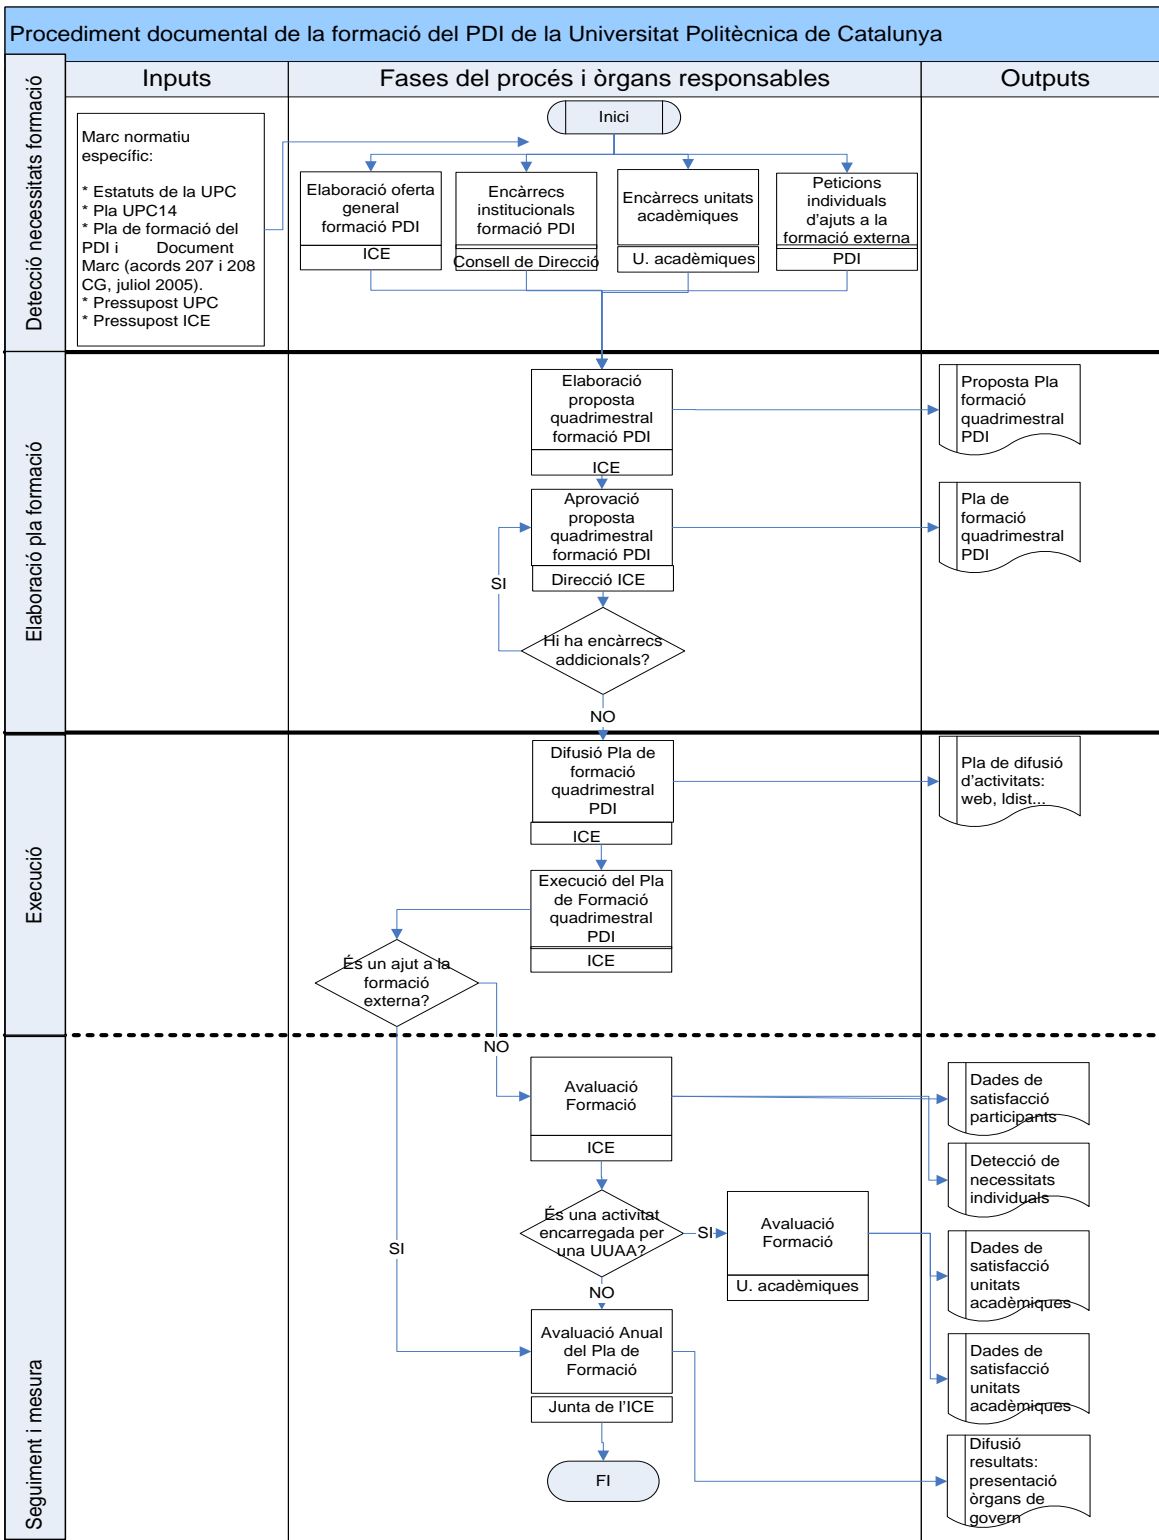 Procediment documental de la formació del PDI de la Universitat Politècnica de Catalunya
Inputs
Fases del procés i òrgans responsables
Outputs
Detecció necessitats formació
Marc normatiu
específic:
* Estatuts de la UPC
* Pla UPC14
* Pla de formació del
PDI i Document
Marc (acords 207 i 208
CG, juliol 2005).
* Pressupost UPC
* Pressupost ICE
Inici
Elaboració oferta
general
formació PDI
ICE
Encàrrecs
institucionals
formació PDI
Consell de Direcció
Encàrrecs unitats
acadèmiques
U. acadèmiques
Peticions
individuals
d'ajuts a la
formació externa
PDI
Elaboració pla formació
Elaboració
proposta
quadrimestral
formació PDI
ICE
Proposta Pla
formació
quadrimestral
PDI
Aprovació
proposta
quadrimestral
formació PDI
Direcció ICE
Pla de
formació
quadrimestral
PDI
SI
Hi ha encàrrecs
addicionals?
NO
Execució
Difusió Pla de
formació
quadrimestral
PDI
ICE
Pla de difusió
d'activitats:
web, ldist...
Execució del Pla
de Formació
quadrimestral
PDI
ICE
És un ajut a la
formació
externa?
NO
Seguiment i mesura
Avaluació
Formació
ICE
Dades de
satisfacció
participants
Detecció de
necessitats
individuals
És una activitat
encarregada per
una UUAA?
SI
Avaluació
Formació
U. acadèmiques
Dades de
satisfacció
unitats
acadèmiques
SI
NO
Avaluació Anual
del Pla de
Formació
Junta de l'ICE
Dades de
satisfacció
unitats
acadèmiques
FI
Difusió
resultats:
presentació
òrgans de
govern